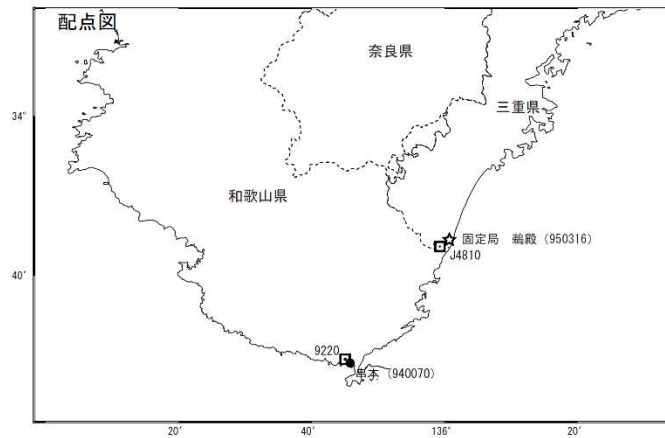 配点図
奈良県
34°
三重県
和歌山県
固定局 鵜殿 (950316)
J4810
40′
9220
串本 (940070)
20′ 40′ 136° 20′